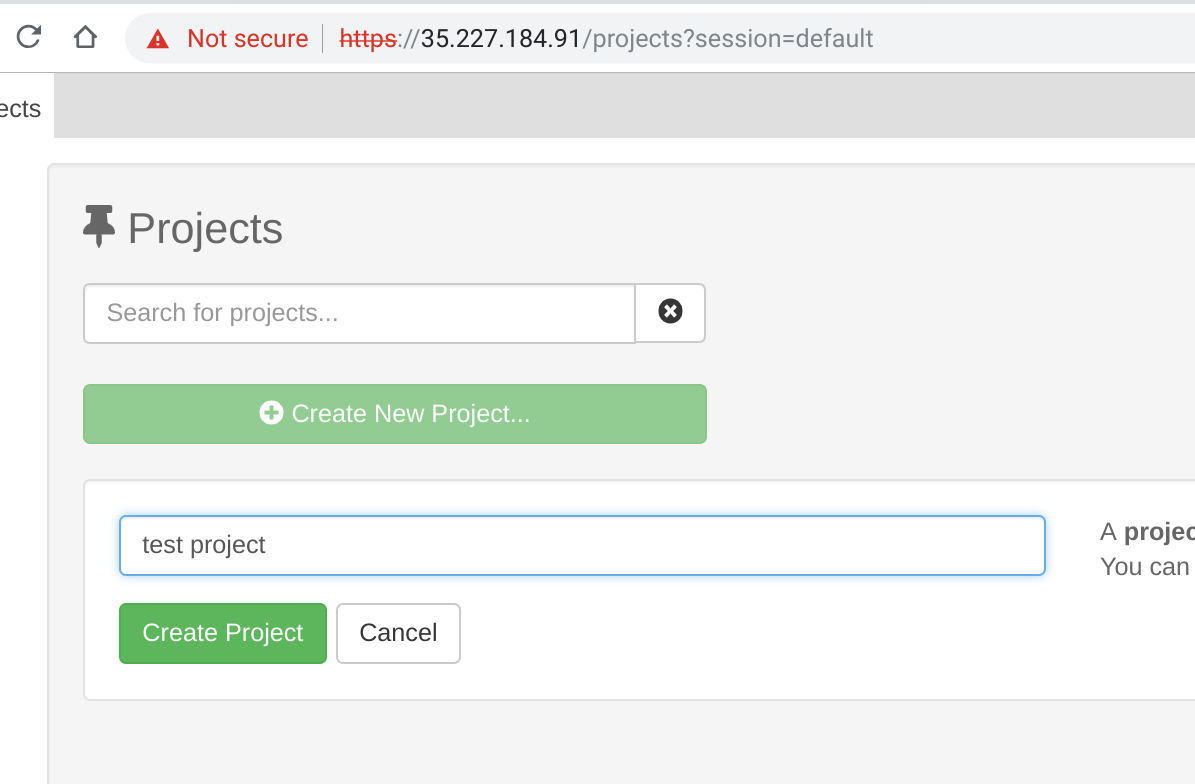 Not secure https://35.227.184.91/projects?session=default
ects
Projects
Search for projects...
Create New Project...
test project
A projec
You can
Create Project Cancel